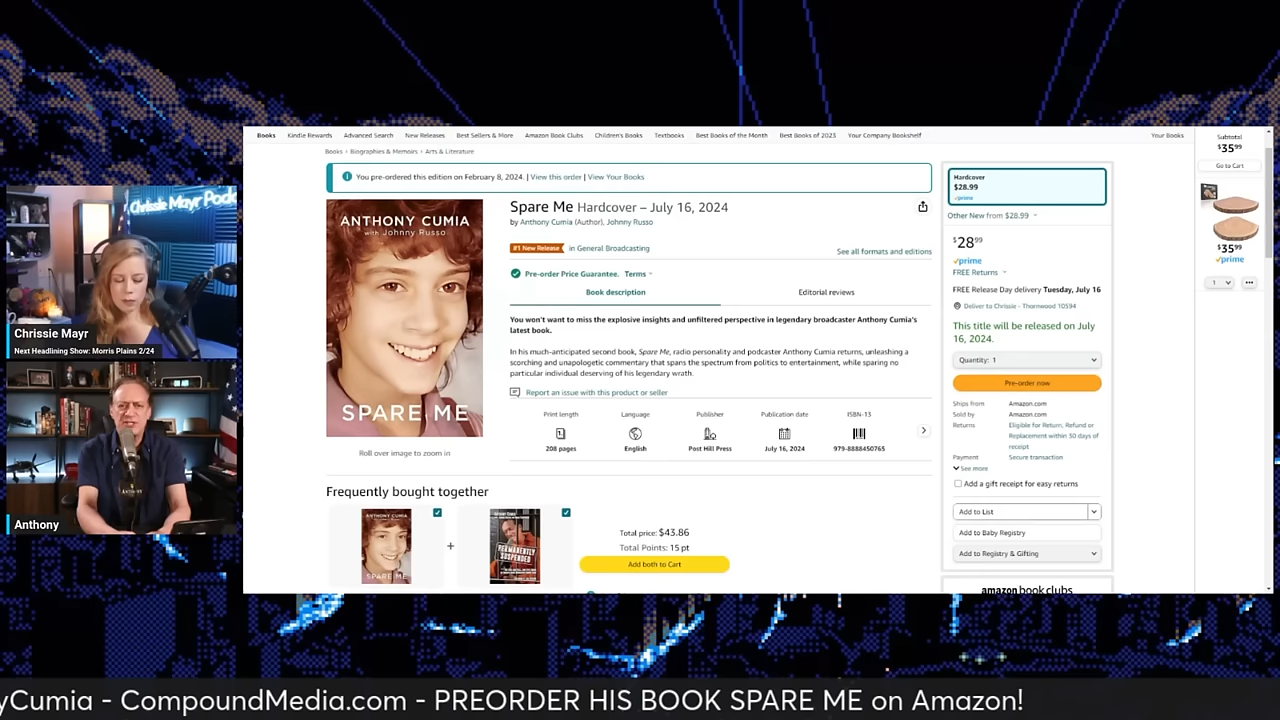 Books Kindle Rewards Advanced Search New Releases Best Sellers & More Amazon Book Clubs Children's Books Textbooks Best Books of the Month Best Books of 2023 Your Company Bookshelf Your Books
Books › Biographies & Memoirs › Arts & Literature
You pre-ordered this edition on February 8, 2024. | View this order | View Your Books
ANTHONY CUMIA
with Johnny Russo
SPARE ME
Roll over image to zoom in
Spare Me Hardcover – July 16, 2024
by Anthony Cumia (Author), Johnny Russo
#1 New Release in General Broadcasting
See all formats and editions
Pre-order Price Guarantee. Terms
Book description Editorial reviews
You won't want to miss the explosive insights and unfiltered perspective in legendary broadcaster Anthony Cumia's
latest book.
In his much-anticipated second book, Spare Me, radio personality and podcaster Anthony Cumia returns, unleashing a
scorching and unapologetic commentary that spans the spectrum from politics to entertainment, while sparing no
particular individual deserving of his legendary wrath.
Report an issue with this product or seller
Print length Language Publisher Publication date ISBN-13
208 pages English Post Hill Press July 16, 2024 979-8888450765
Frequently bought together
ANTHONY CUMIA
SPARE ME
+
PERMANENTLY
SUSPENDED
Total price: $43.86
Total Points: 15 pt
Add both to Cart
Hardcover
$28.99
prime
Other New from $28.99
$28 99
prime
FREE Returns
FREE Release Day delivery Tuesday, July 16
Deliver to Chrissie - Thornwood 10594
This title will be released on July
16, 2024.
Quantity: 1
Pre-order now
Ships from Amazon.com
Sold by Amazon.com
Returns Eligible for Return, Refund or
Replacement within 30 days of
receipt
Payment Secure transaction
See more
Add a gift receipt for easy returns
Add to List
Add to Baby Registry
Add to Registry & Gifting
amazon book clubs
Subtotal
$35.99
Go to Cart
$35.99
prime
1
Chrissie Mayr Podc
Chrissie Mayr
Next Headlining Show: Morris Plains 2/24
Anthony
yCumia - CompoundMedia.com - PREORDER HIS BOOK SPARE ME on Amazon!